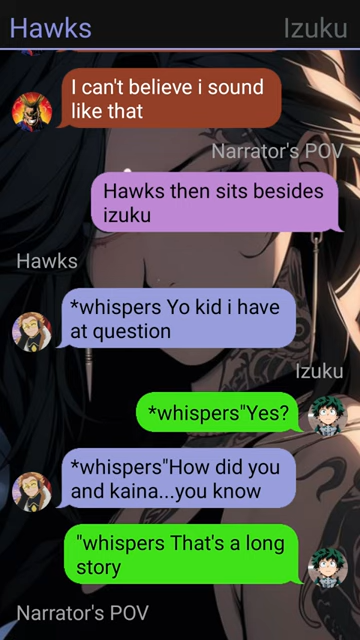 Hawks
Izuku
I can't believe i sound
like that
Narrator's POV
Hawks then sits besides
izuku
Hawks
*whispers Yo kid i have
at question
Izuku
*whispers"Yes?
*whispers"How did you
and kaina...you know
"whispers That's a long
story
Narrator's POV